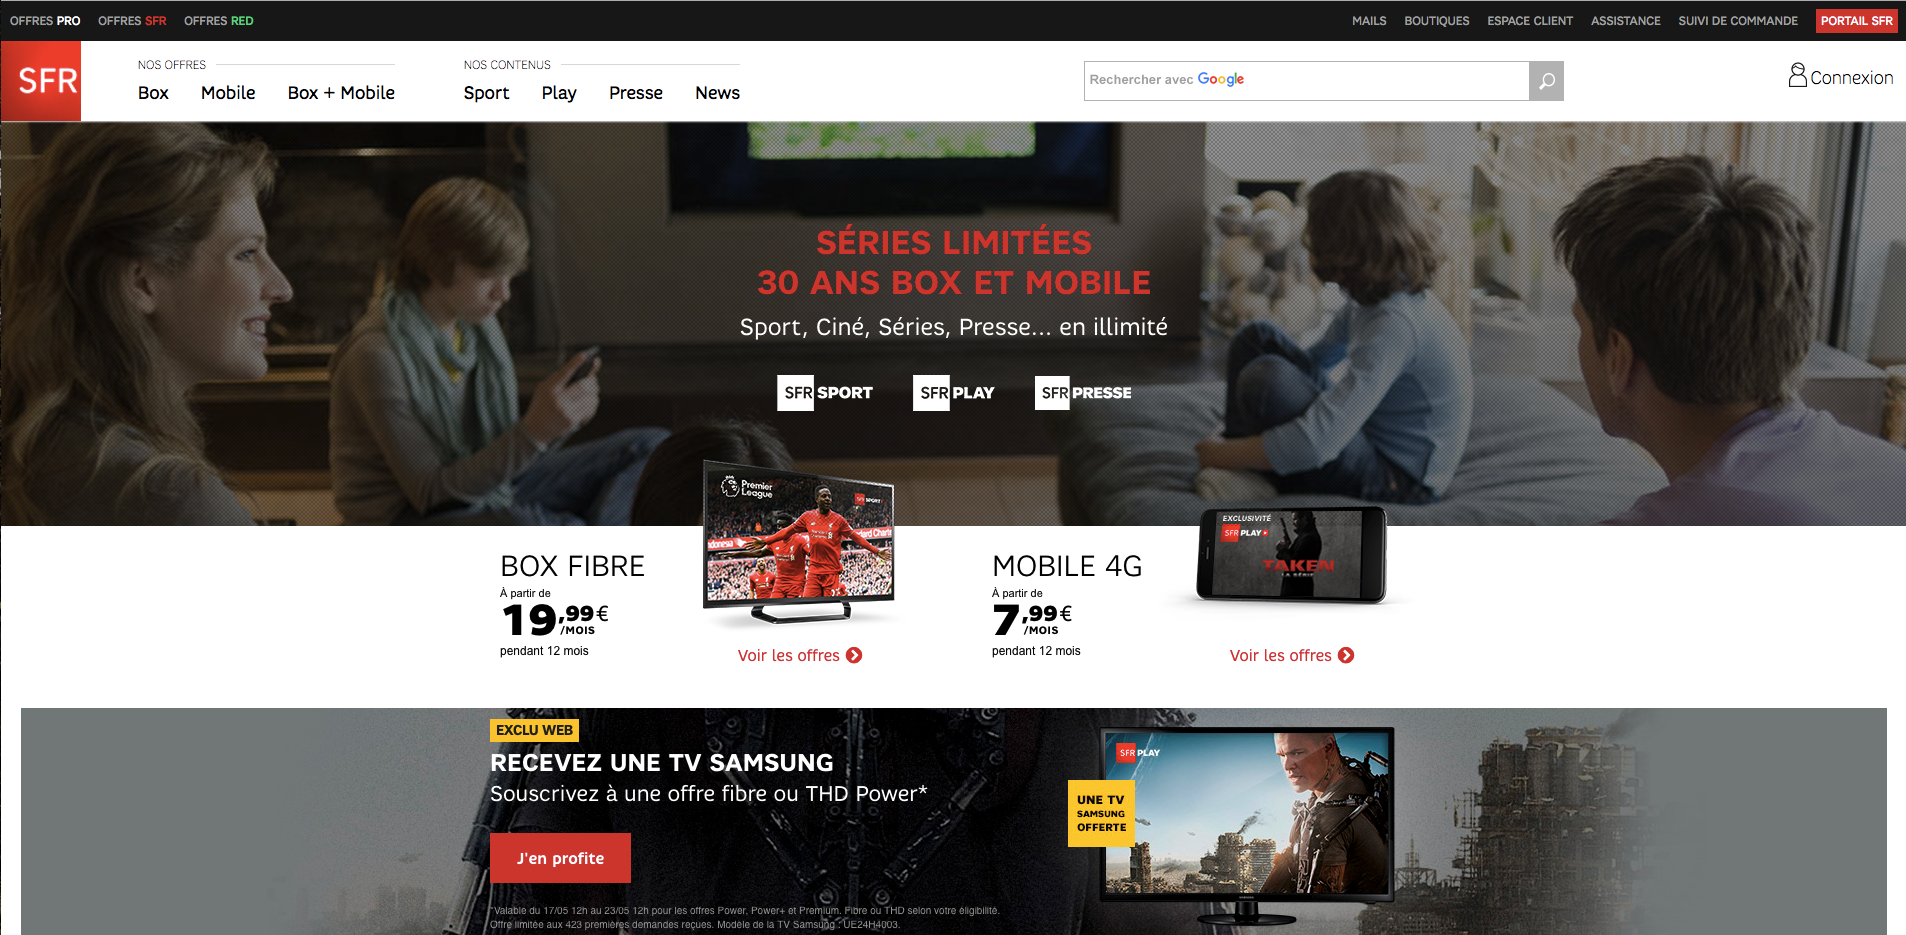 OFFRES PRO OFFRES SFR OFFRES RED MAILS BOUTIQUES ESPACE CLIENT ASSISTANCE SUIVI DE COMMANDE PORTAIL SFR
SFR
NOS OFFRES NOS CONTENUS
Box Mobile Box + Mobile Sport Play Presse News
Rechercher avec Google
Connexion
SÉRIES LIMITÉES
30 ANS BOX ET MOBILE
Sport, Ciné, Séries, Presse... en illimité
SFR SPORT SFR PLAY SFR PRESSE
Premier
League
SFR SPORT
BOX FIBRE
À partir de
19,99€
/MOIS
pendant 12 mois
Voir les offres
MOBILE 4G
À partir de
7,99€
/MOIS
pendant 12 mois
EXCLUSIVITÉ
SFR PLAY
TAKEN
LA SÉRIE
Voir les offres
EXCLU WEB
RECEVEZ UNE TV SAMSUNG
Souscrivez à une offre fibre ou THD Power*
J'en profite
*Valable du 17/05 12h au 23/05 12h pour les offres Power, Power+ et Premium. Fibre ou THD selon votre éligibilité.
Offre limitée aux 423 premières demandes reçues. Modèle de la TV Samsung : UE24H4003.
SFR PLAY
UNE TV
SAMSUNG
OFFERTE